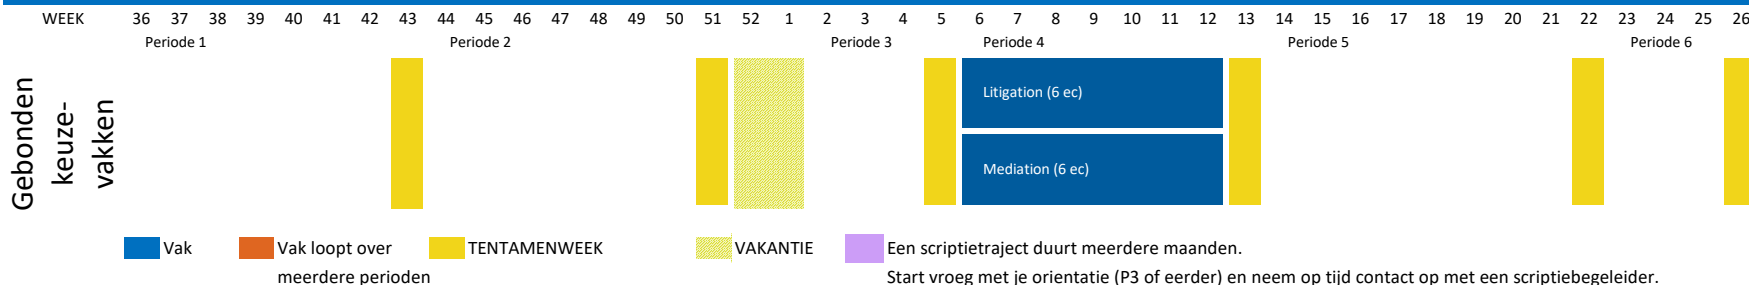 WEEK 36 37 38 39 40 41 42 43 44 45 46 47 48 49 50 51 52 1 2 3 4 5 6 7 8 9 10 11 12 13 14 15 16 17 18 19 20 21 22 23 24 25 26
Periode 1 Periode 2 Periode 3 Periode 4 Periode 5 Periode 6
Gebonden
keuze-
vakken
Litigation (6 ec)
Mediation (6 ec)
Vak Vak loopt over TENTAMENWEEK VAKANTIE Een scriptietraject duurt meerdere maanden.
meerdere perioden Start vroeg met je orientatie (P3 of eerder) en neem op tijd contact op met een scriptiebegeleider.